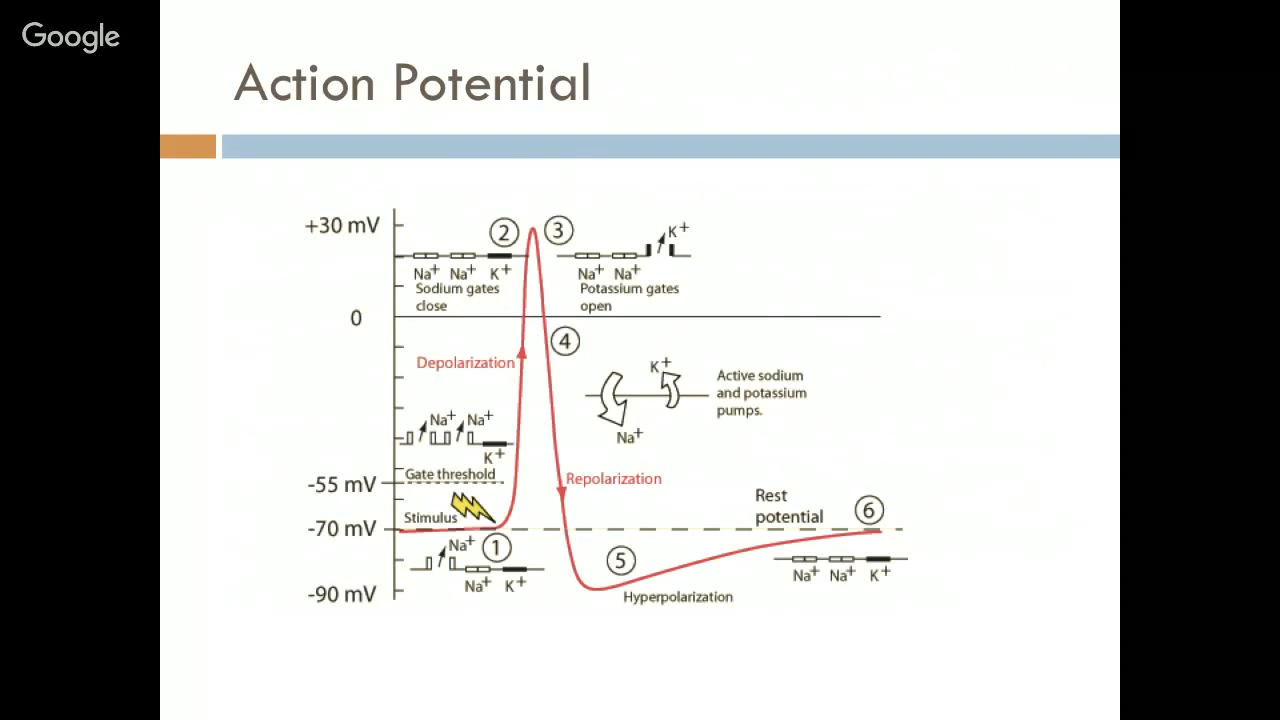 Google
Action Potential
+30 mV
2
3
K+
Na+ Na+ K+
Sodium gates
close
Na+ Na+
Potassium gates
open
0
4
Depolarization
K+
Na+
Active sodium
and potassium
pumps.
Na+ Na+
K+
Gate threshold
-55 mV
Repolarization
Stimulus
-70 mV
Rest
potential
6
Na+
1
Na+ K+
5
Na+ Na+ K+
-90 mV
Hyperpolarization